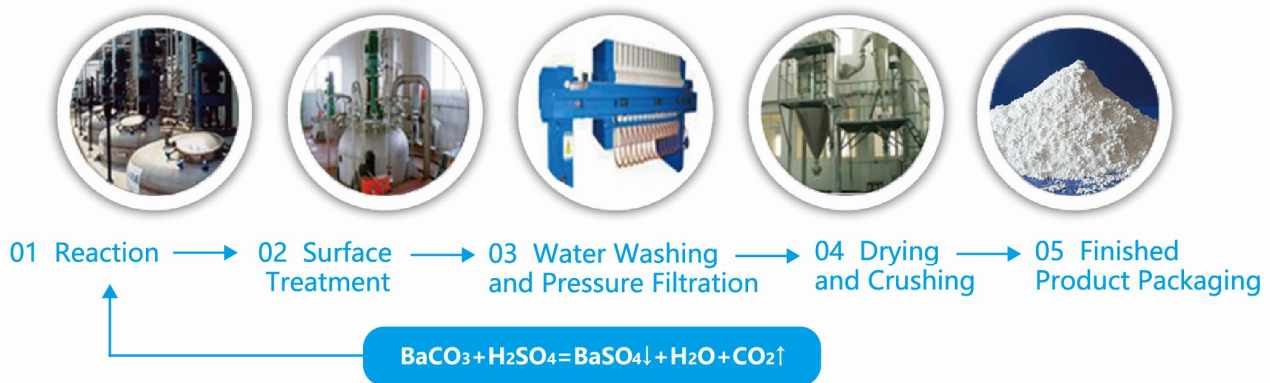 01 Reaction
02 Surface
Treatment
03 Water Washing
and Pressure Filtration
04 Drying
and Crushing
05 Finished
Product Packaging
BaCO3+H2SO4=BaSO4↓+H2O+CO2↑